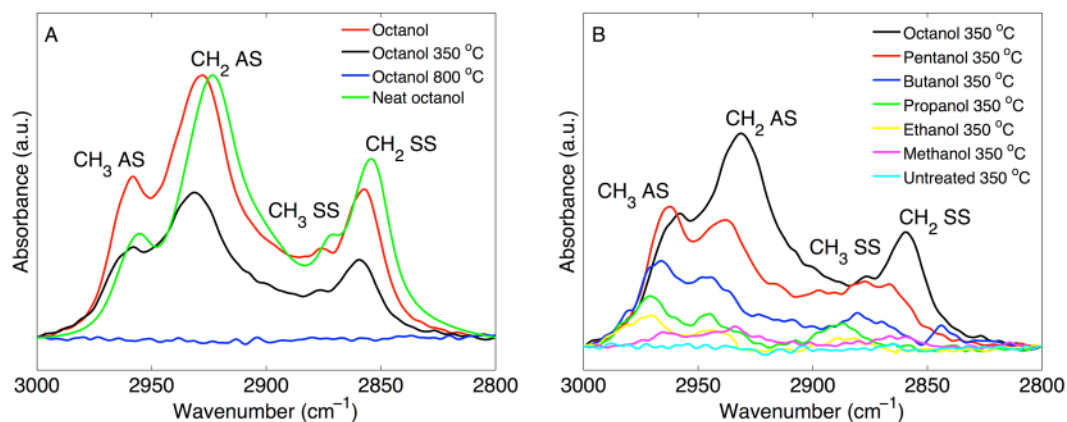 A
Octanol
Octanol 350 °C
Octanol 800 °C
Neat octanol
CH₂ AS
CH₃ AS
CH₃ SS
CH₂ SS
Absorbance (a.u.)
3000 2950 2900 2850 2800
Wavenumber (cm⁻¹)
B
Octanol 350 °C
Pentanol 350 °C
Butanol 350 °C
Propanol 350 °C
Ethanol 350 °C
Methanol 350 °C
Untreated 350 °C
CH₂ AS
CH₃ AS
CH₃ SS
CH₂ SS
Absorbance (a.u.)
3000 2950 2900 2850 2800
Wavenumber (cm⁻¹)